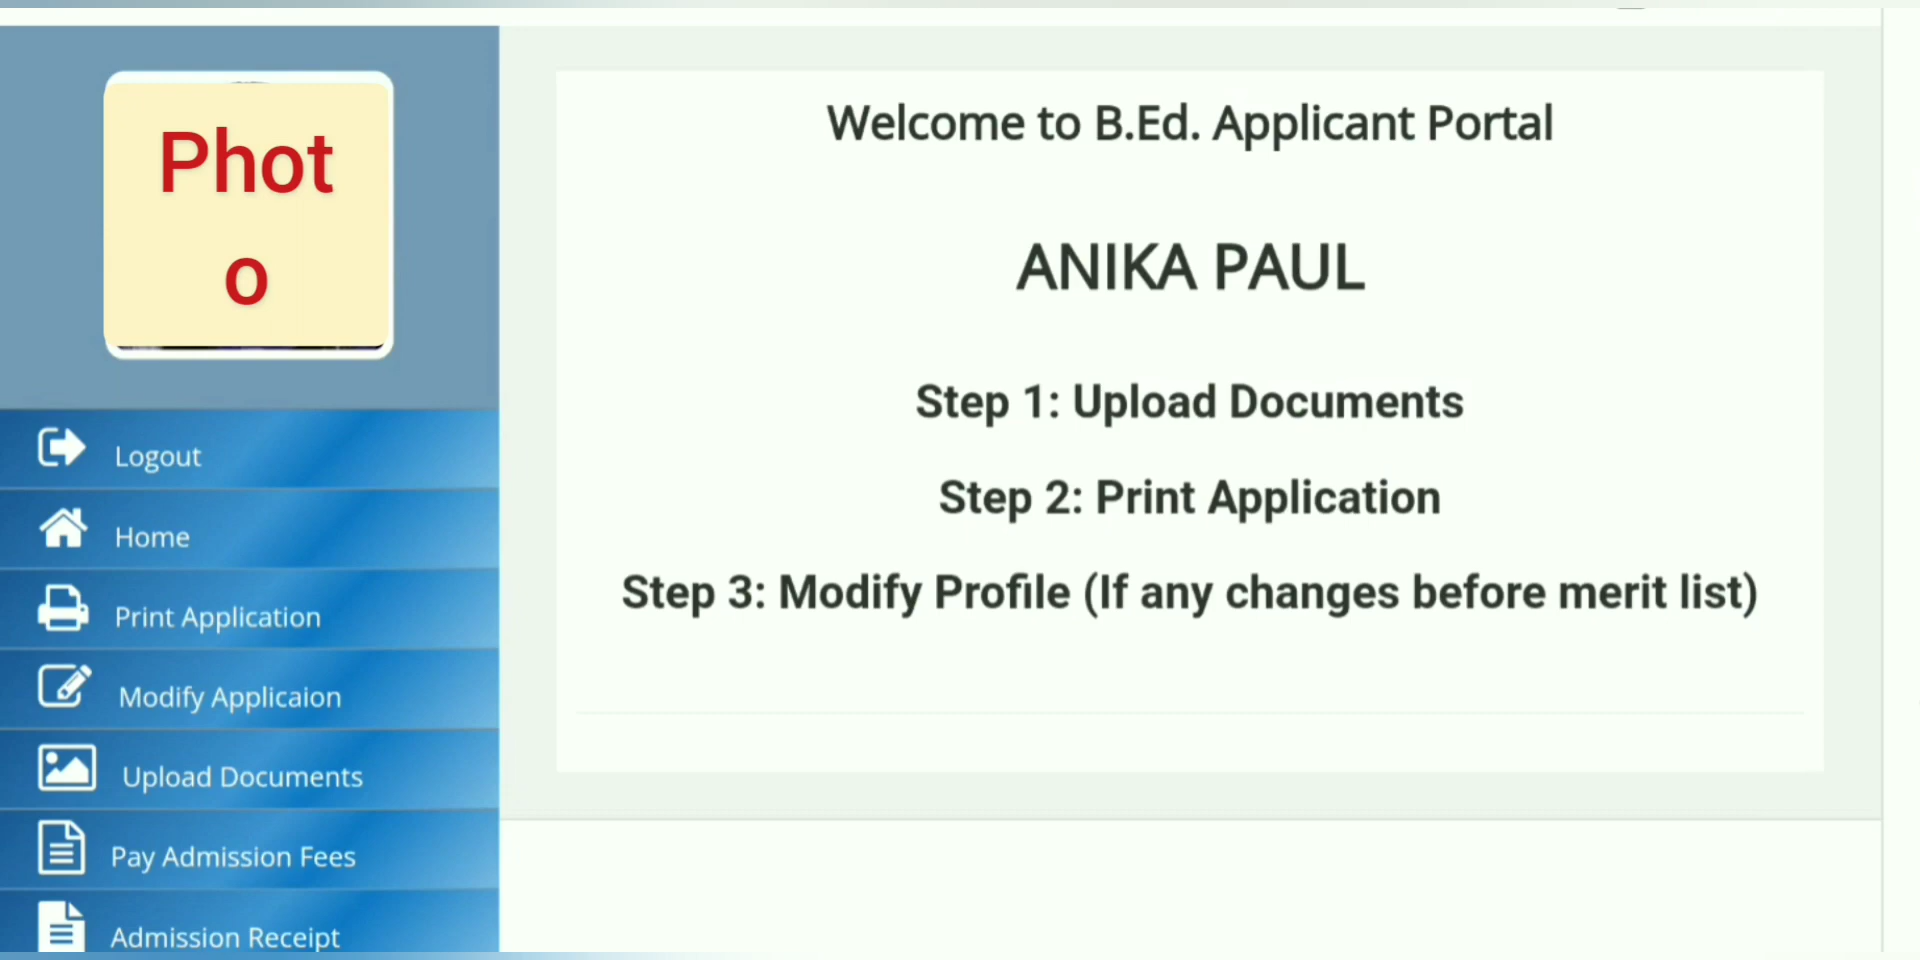 Phot
o
Logout
Home
Print Application
Modify Applicaion
Upload Documents
Pay Admission Fees
Admission Receipt
Welcome to B.Ed. Applicant Portal
ANIKA PAUL
Step 1: Upload Documents
Step 2: Print Application
Step 3: Modify Profile (If any changes before merit list)